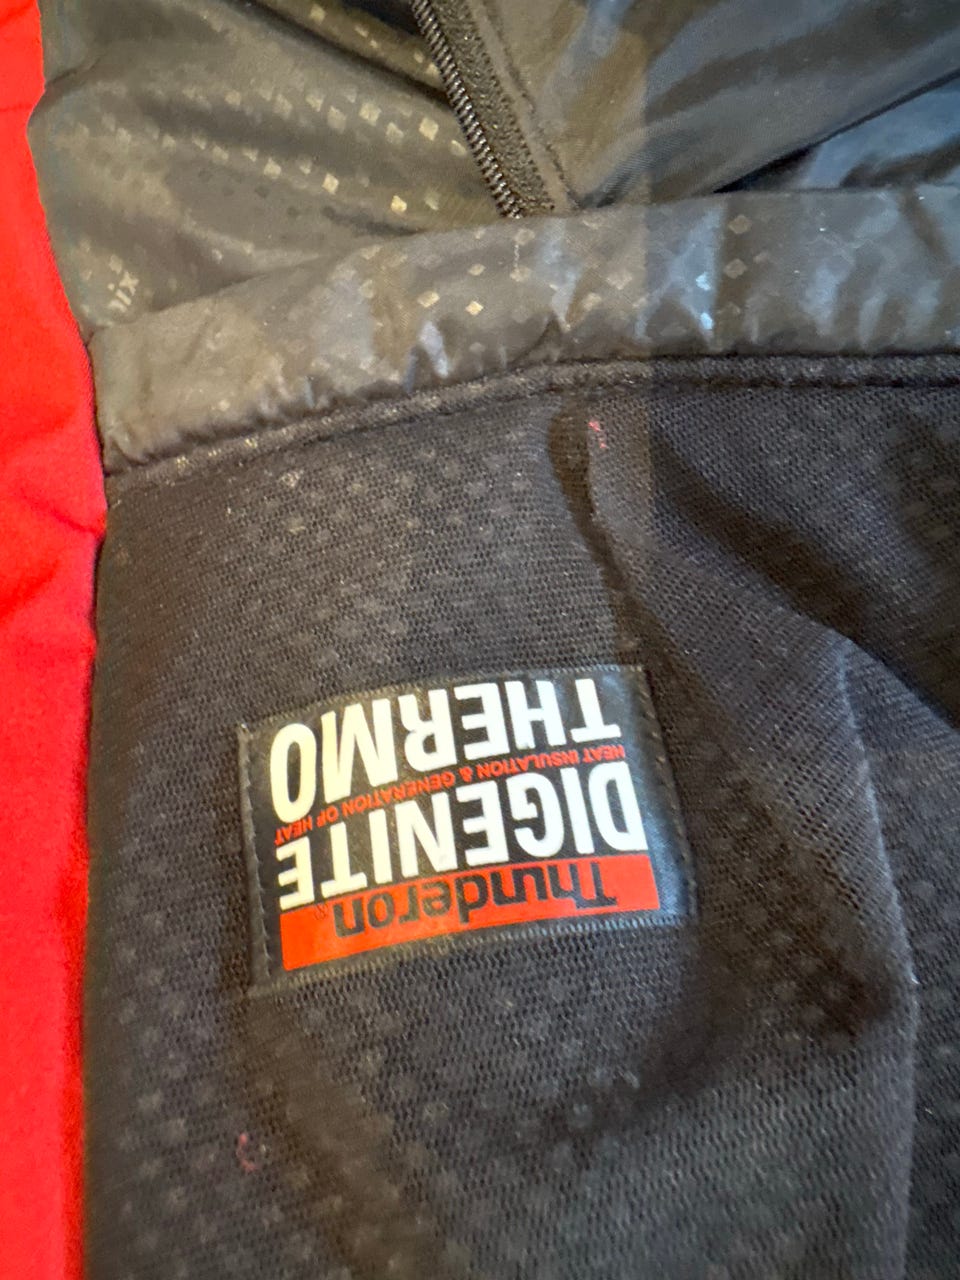 Thunderon®
DIGENITE
HEAT INSULATION & GENERATION OF HEAT
THERMO